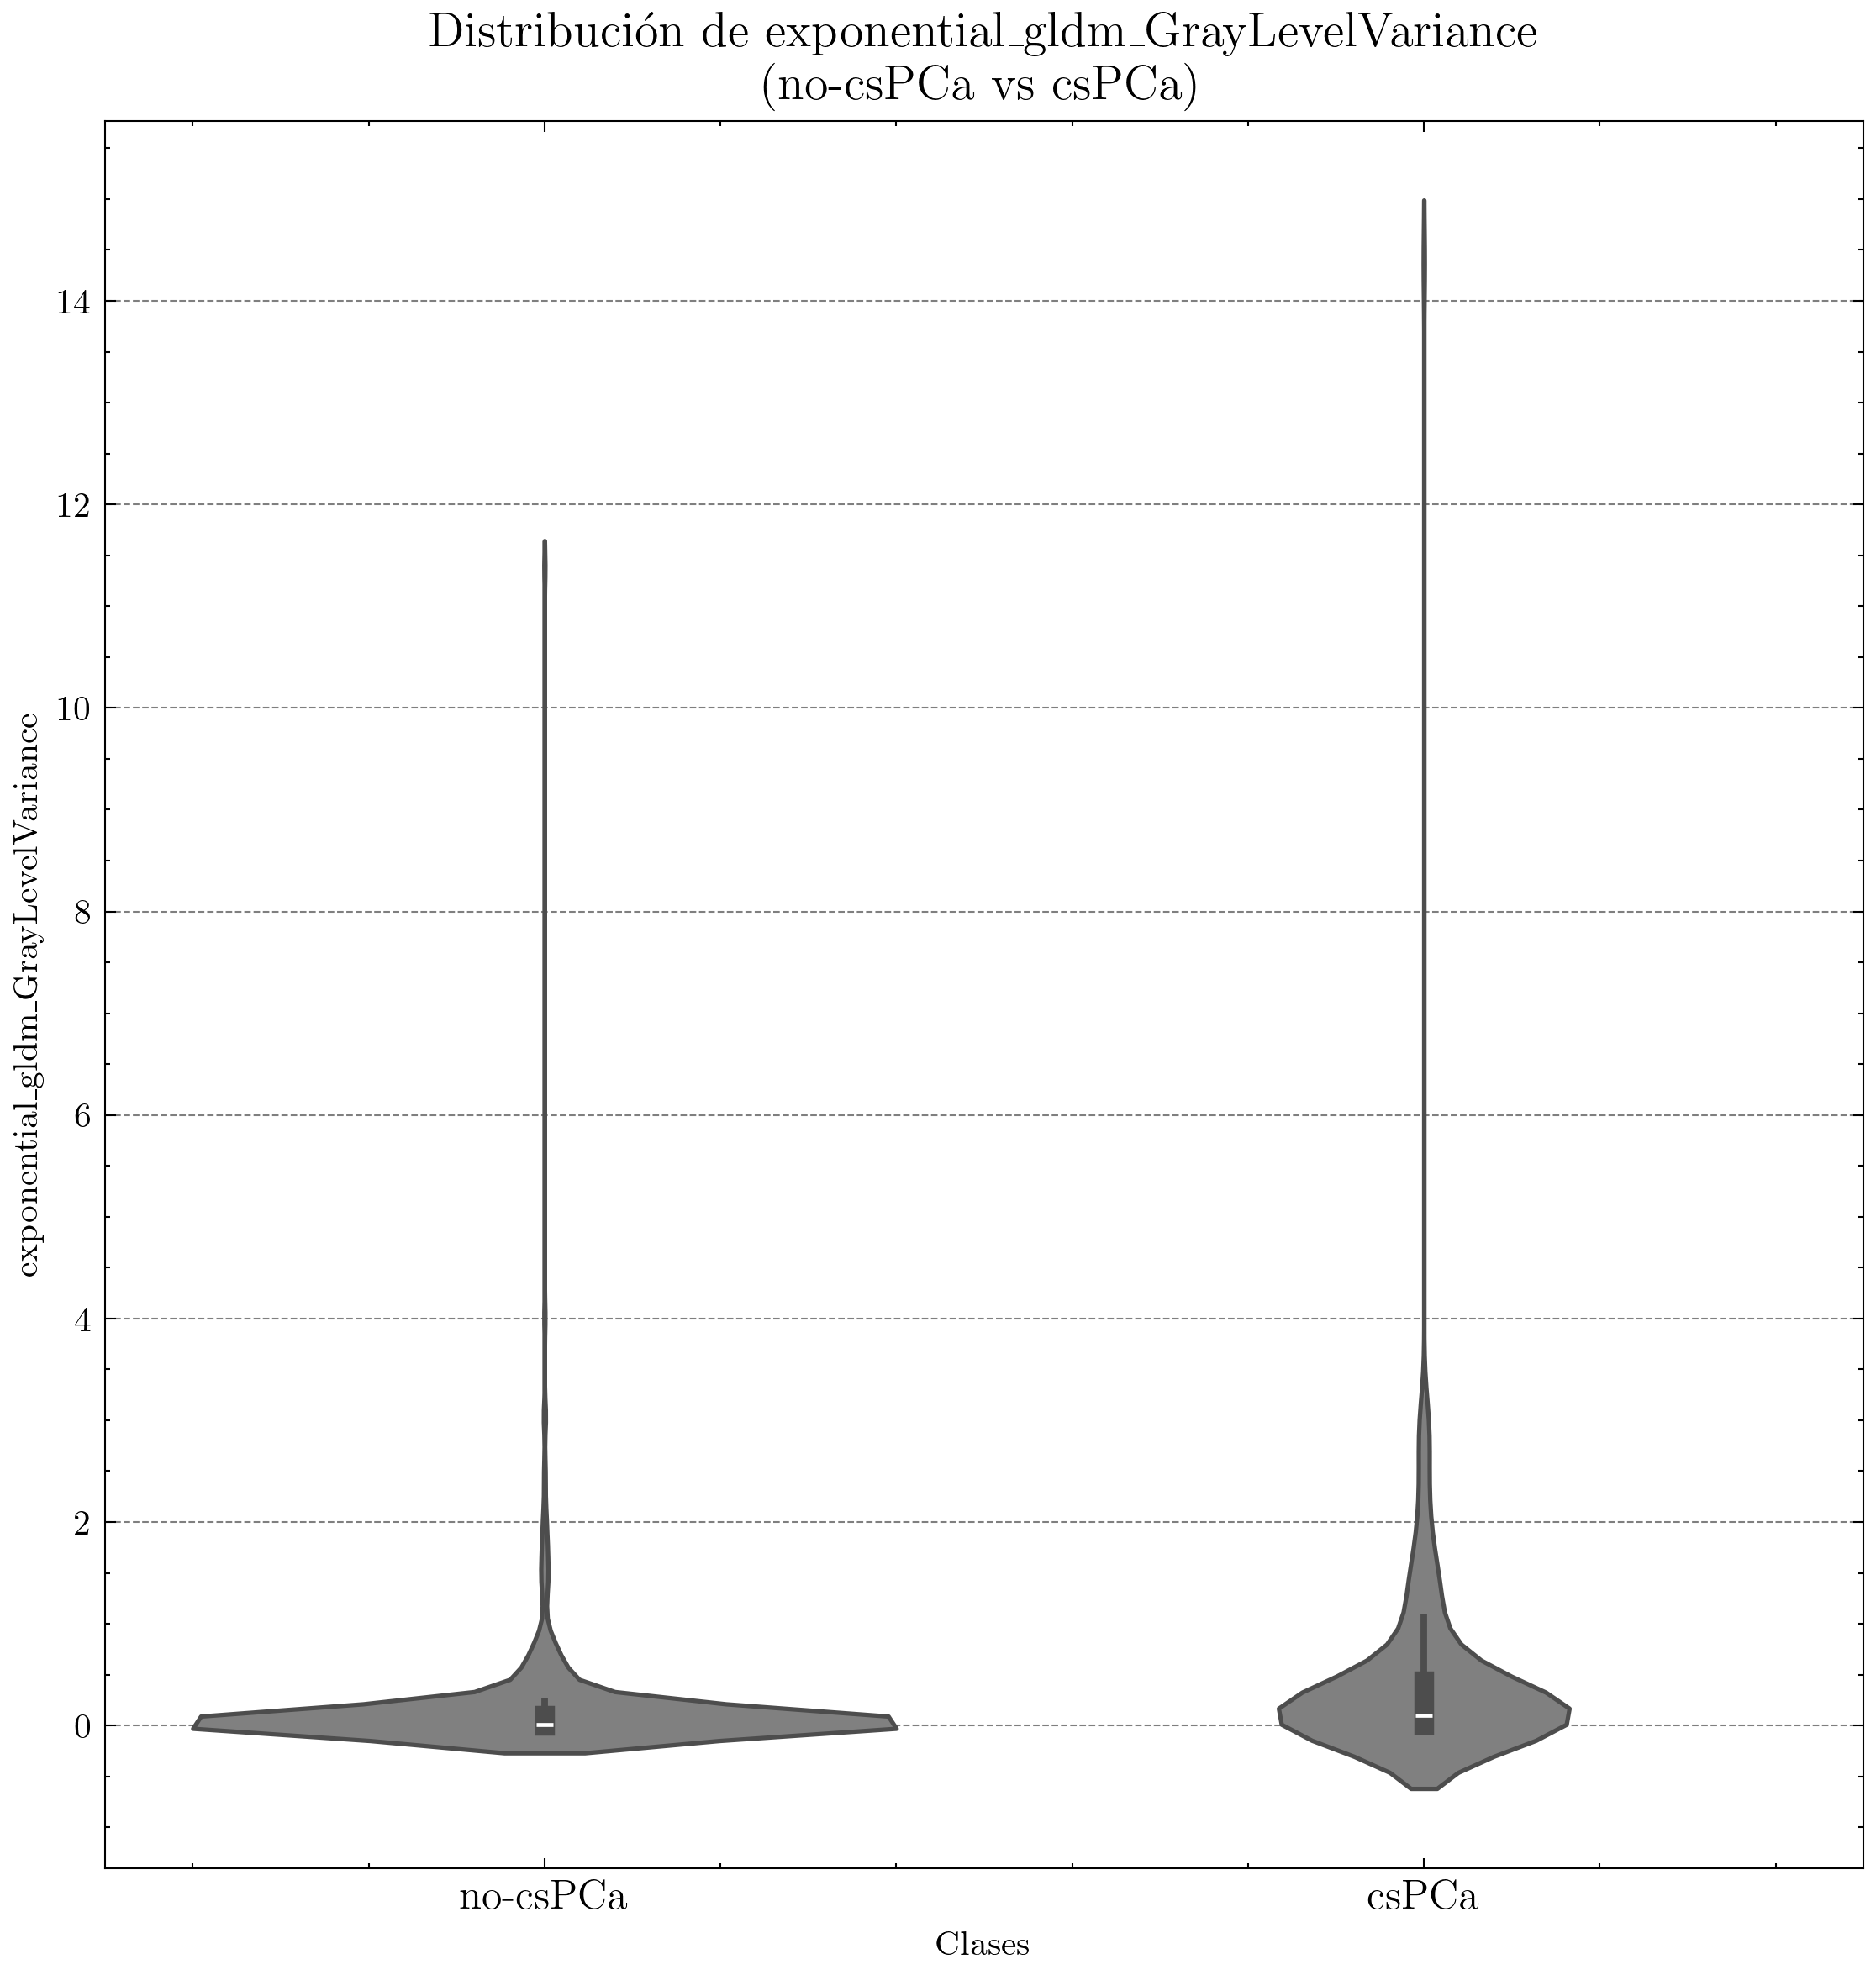 Distribución de exponential_gldm_GrayLevelVariance
(no-csPCa vs csPCa)
exponential_gldm_GrayLevelVariance
14
12
10
8
6
4
2
0
no-csPCa
csPCa
Clases